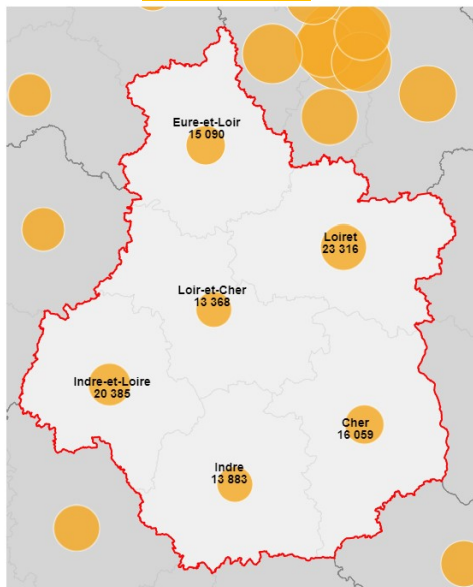 Eure-et-Loir
15 090
Loiret
23 316
Loir-et-Cher
13 368
Indre-et-Loire
20 385
Cher
16 059
Indre
13 883